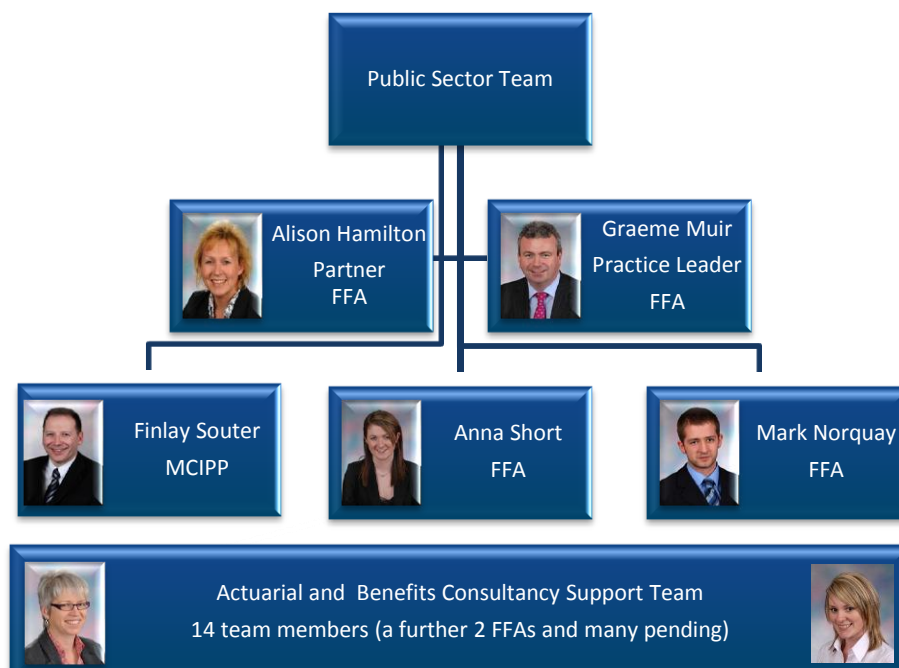 Public Sector Team
Alison Hamilton
Partner
FFA
Graeme Muir
Practice Leader
FFA
Finlay Souter
MCIPP
Anna Short
FFA
Mark Norquay
FFA
Actuarial and Benefits Consultancy Support Team
14 team members (a further 2 FFAs and many pending)